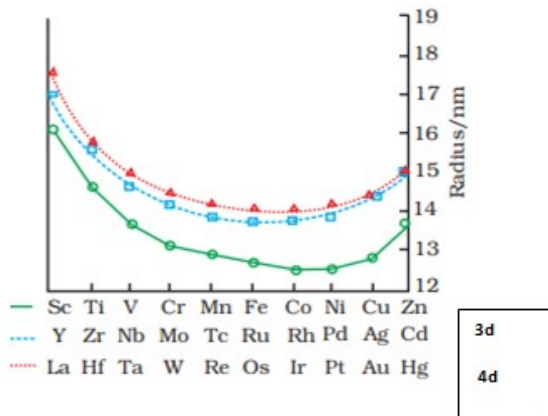 19
18
17
16
15
14
13
12
Radius/nm
Sc Ti V Cr Mn Fe Co Ni Cu Zn
Y Zr Nb Mo Tc Ru Rh Pd Ag Cd
La Hf Ta W Re Os Ir Pt Au Hg
3d
4d